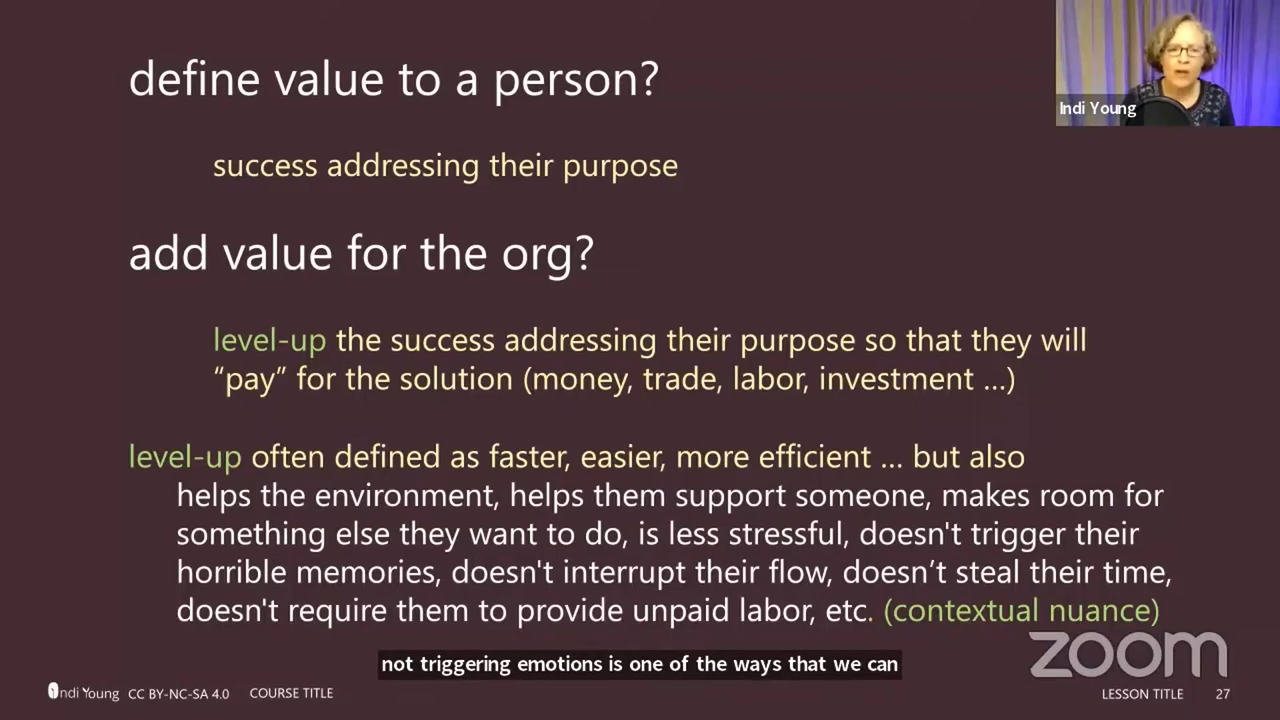 define value to a person?
Indi Young
success addressing their purpose
add value for the org?
level-up the success addressing their purpose so that they will
“pay” for the solution (money, trade, labor, investment ...)
level-up often defined as faster, easier, more efficient ... but also
helps the environment, helps them support someone, makes room for
something else they want to do, is less stressful, doesn't trigger their
horrible memories, doesn't interrupt their flow, doesn’t steal their time,
doesn't require them to provide unpaid labor, etc. (contextual nuance)
zoom
not triggering emotions is one of the ways that we can
Indi Young CC BY-NC-SA 4.0 COURSE TITLE LESSON TITLE 27